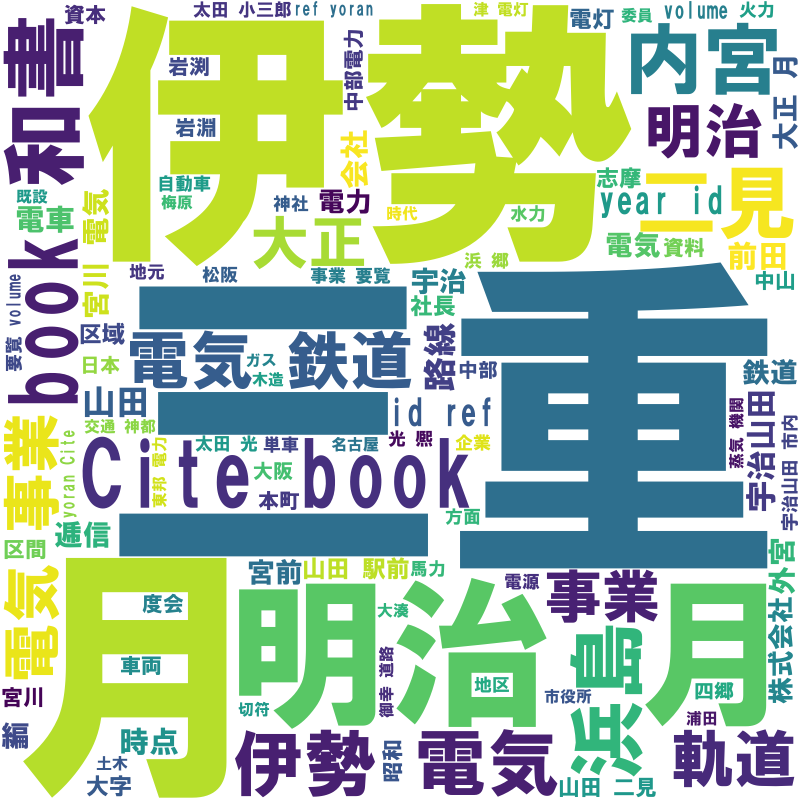 資本
太田 小三郎
ref yoran
津 電灯
電灯
委員
volume
火力
伊勢
内宮
和書
岩渕
中部電力
大正 月
明治
岩淵
会社
自動車
梅原
既設
電車
電気
神社
電力
時代
水力
志摩
二見
year id
大正
電気
資料
前田
浜 郷
中山
宮川
地元
松阪
事業 要覧
宇治
社長
book
要覧 volume
三重
区域
電気 鉄道
路線
中部
鉄道
日本
ガス
木造
山田
id ref
宇治山田
交通 神都
事業
yoran Cite
Cite book
太田 光
単車
名古屋
光 熈
企業
蒸気 機関
宇治山田 市内
東邦 電力
大阪
本町
方面
逓信
区間
宮前
山田 駅前
馬力
電源
事業
外宮
株式会社
月
電気
度会
明治
大湊
浜島
月
車両
地区
御幸 道路
四郷
宮川
切符
市役所
浦田
編
時点
伊勢
昭和
電気
軌道
土木
大字
山田 二見